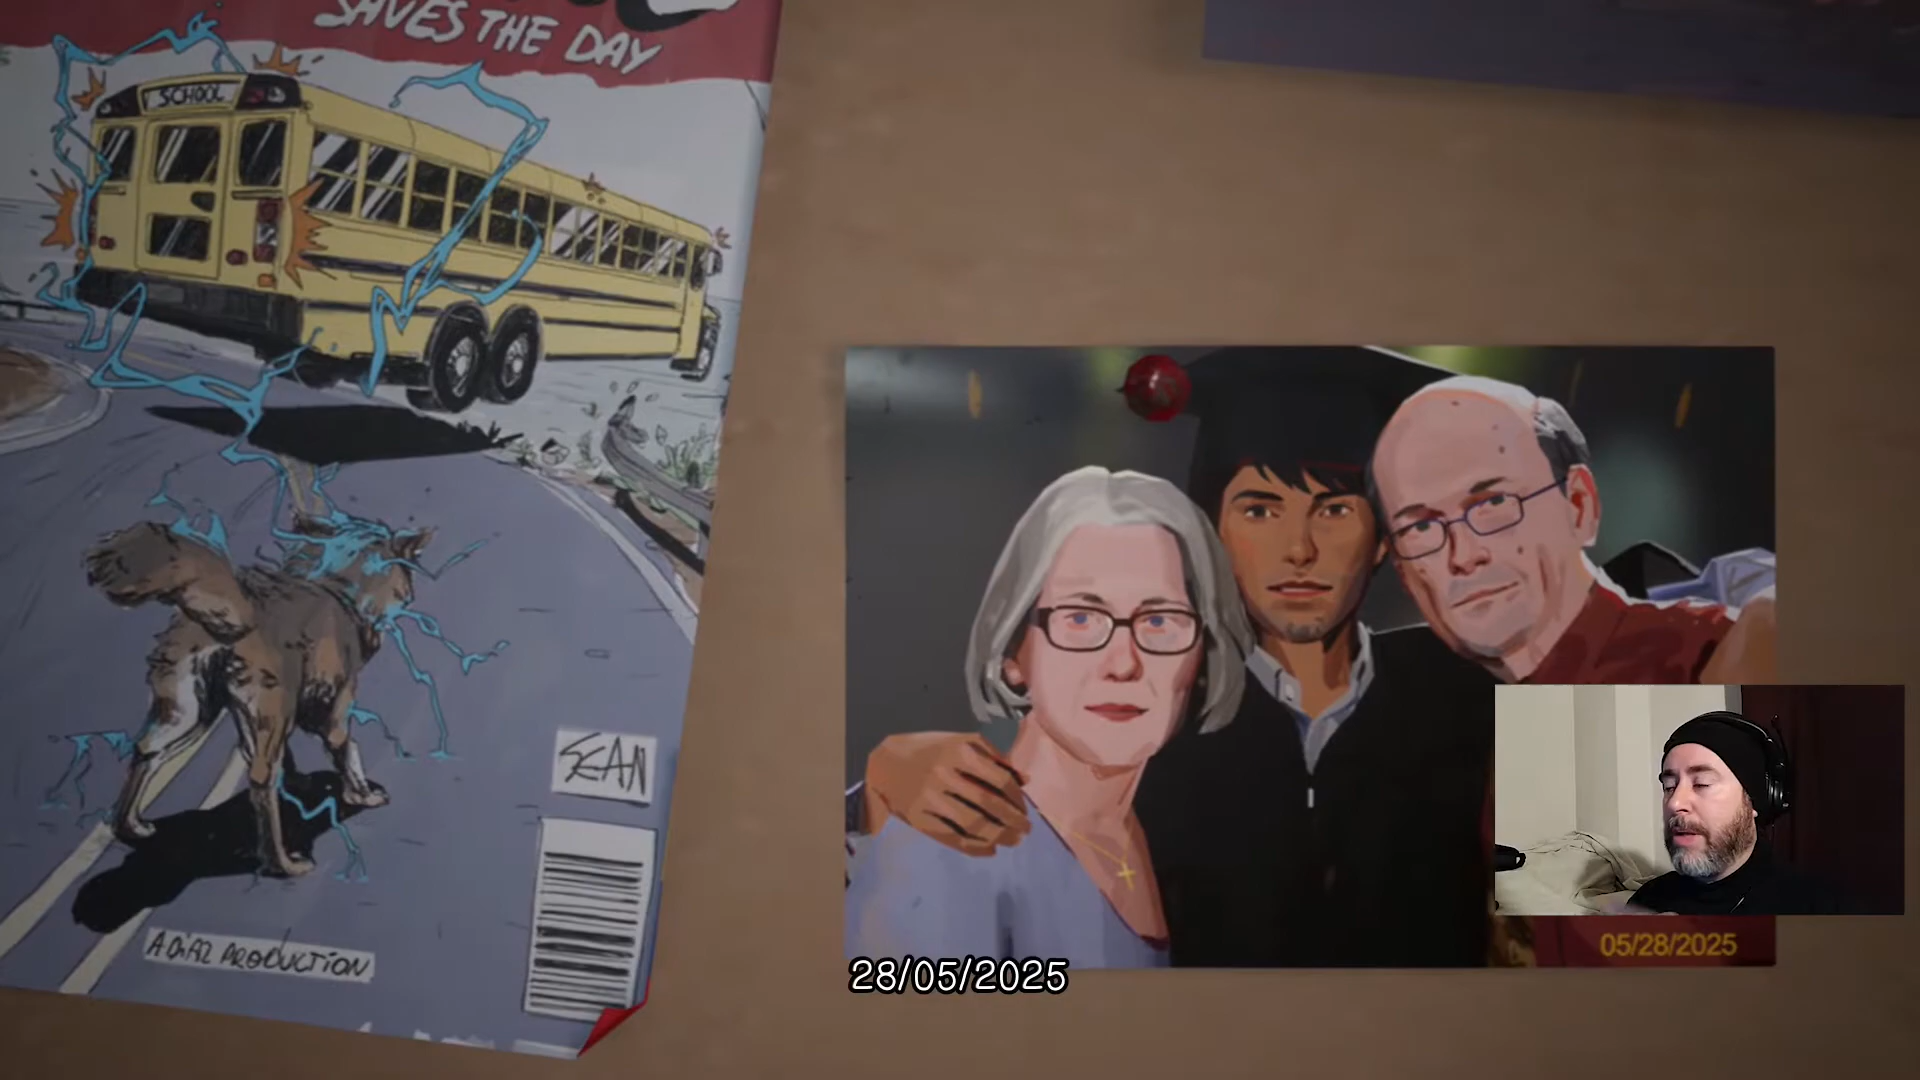 SAVES THE DAY
SCHOOL
SEAN
A DiAZ PRODUCTiON
05/28/2025
28/05/2025